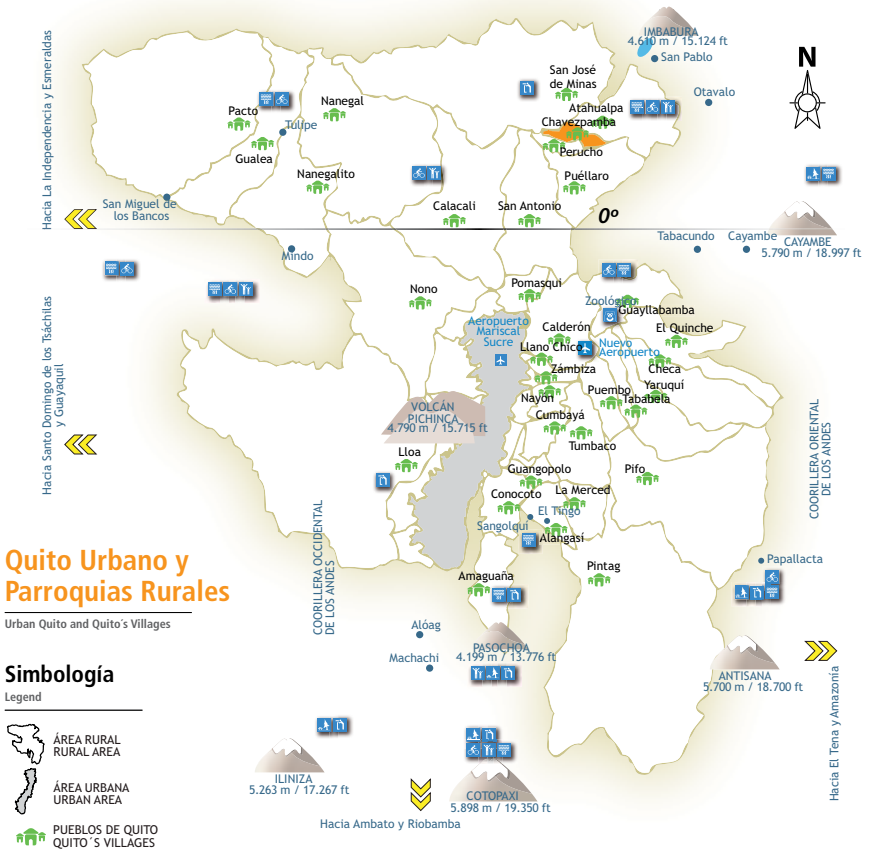 IMBABURA
4.610 m / 15.124 ft
San Pablo
Otavalo
N
Hacia La Independencia y Esmeraldas
San José
de Minas
Atahualpa
Chavezpamba
Perucho
Puéllaro
Pacto
Nanegal
Tulipe
Gualea
Nanegalito
San Miguel de
los Bancos
Calacali
San Antonio
0º
Tabacundo
Cayambe
CAYAMBE
5.790 m / 18.997 ft
Mindo
Nono
Pomasqui
Zoológico
Guayllabamba
Aeropuerto
Mariscal
Sucre
Calderón
El Quinche
Llano Chico
Nuevo
Aeropuerto
Zámbiza
Checa
Yaruquí
Nayón
Puembo
Tababela
Hacia Santo Domingo de los Tsáchilas
y Guayaquil
VOLCÁN
PICHINCA
4.790 m / 15.715 ft
Cumbayá
Tumbaco
Lloa
Guangopolo
Pifo
COORILLERA ORIENTAL
DE LOS ANDES
Conocoto
La Merced
El Tingo
Sangolquí
Alangasí
COORILLERA OCCIDENTAL
DE LOS ANDES
Quito Urbano y
Parroquias Rurales
Urban Quito and Quito´s Villages
Amaguaña
Pintag
Papallacta
Alóag
Machachi
PASOCHOA
4.199 m / 13.776 ft
ANTISANA
5.700 m / 18.700 ft
Hacia El Tena y Amazonía
Simbología
Legend
ÁREA RURAL
RURAL AREA
ÁREA URBANA
URBAN AREA
PUEBLOS DE QUITO
QUITO´S VILLAGES
ILINIZA
5.263 m / 17.267 ft
COTOPAXI
5.898 m / 19.350 ft
Hacia Ambato y Riobamba